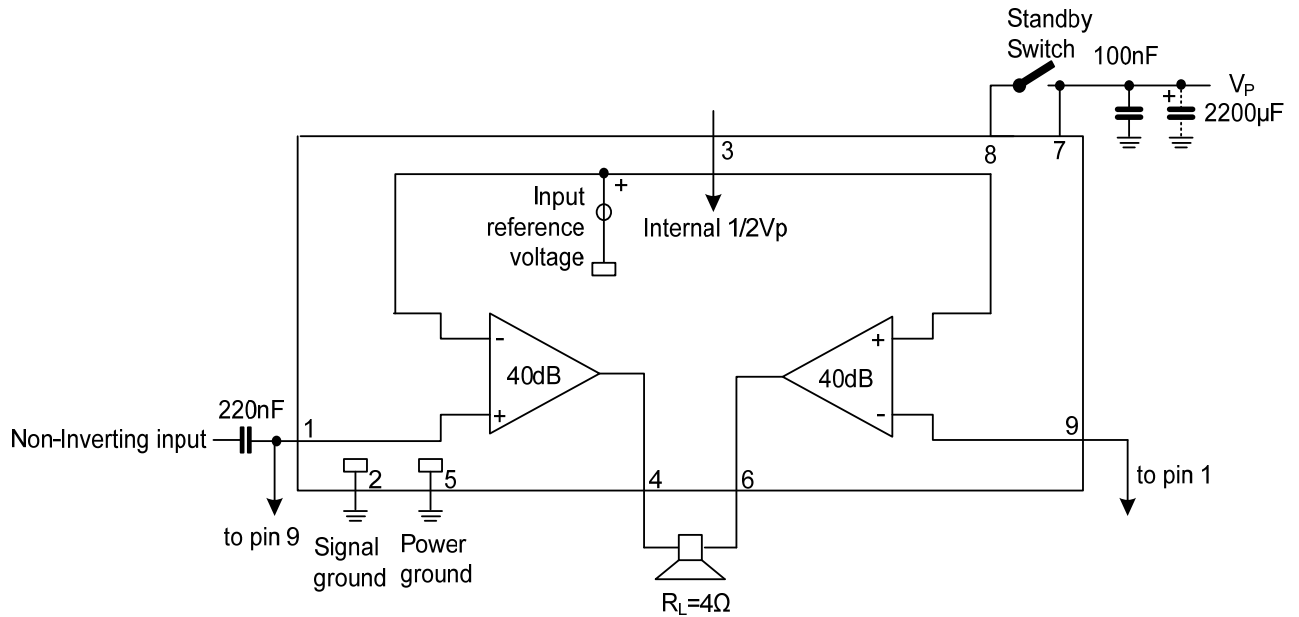 Standby
Switch
100nF
V_P
+
2200µF
3
8
7
+
Input
reference
voltage
Internal 1/2Vp
-
40dB
+
+
40dB
-
220nF
Non-Inverting input
1
9
2
5
4
6
to pin 9
to pin 1
Signal
ground
Power
ground
R_L=4Ω